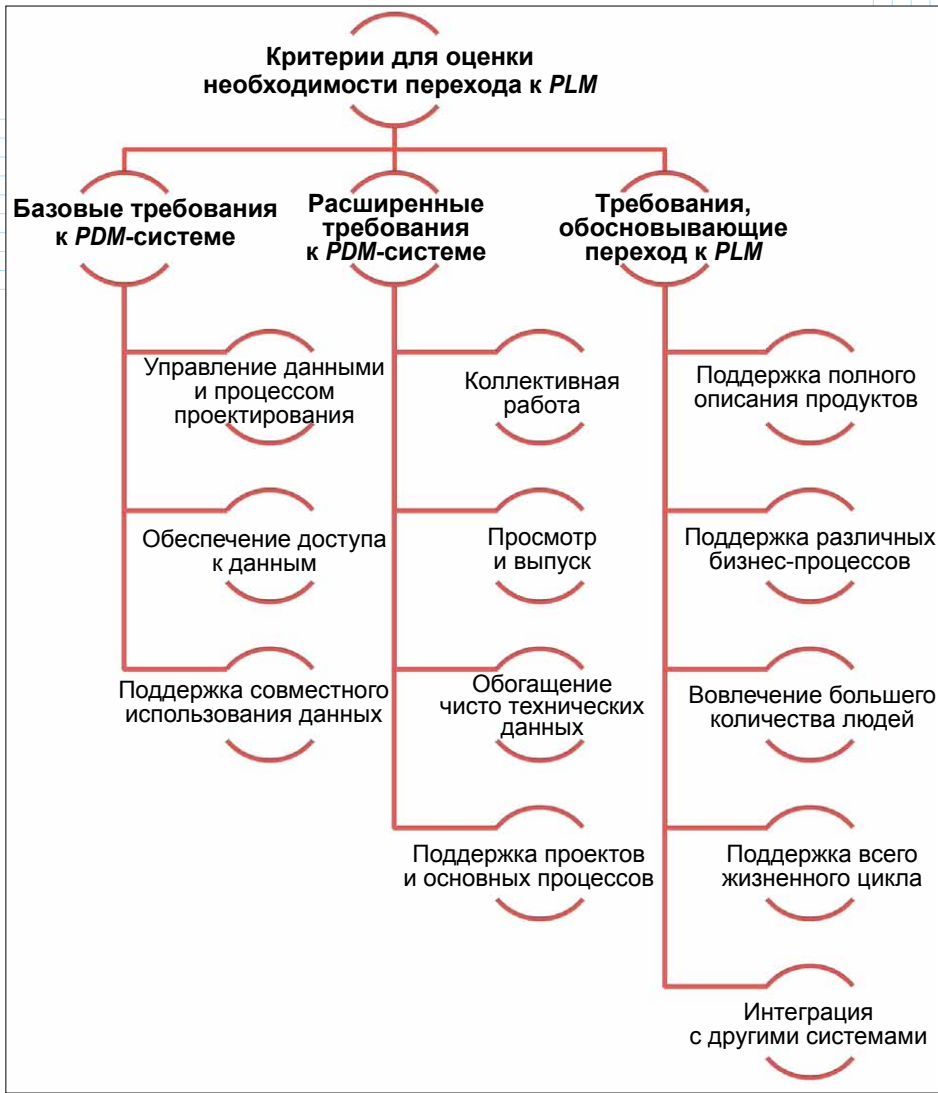 Критерии для оценки
необходимости перехода к PLM
Базовые требования
к PDM-системе
Расширенные
требования
к PDM-системе
Требования,
обосновывающие
переход к PLM
Управление данными
и процессом
проектирования
Обеспечение доступа
к данным
Поддержка совместного
использования данных
Коллективная
работа
Просмотр
и выпуск
Обогащение
чисто технических
данных
Поддержка проектов
и основных процессов
Поддержка полного
описания продуктов
Поддержка различных
бизнес-процессов
Вовлечение большего
количества людей
Поддержка всего
жизненного цикла
Интеграция
с другими системами